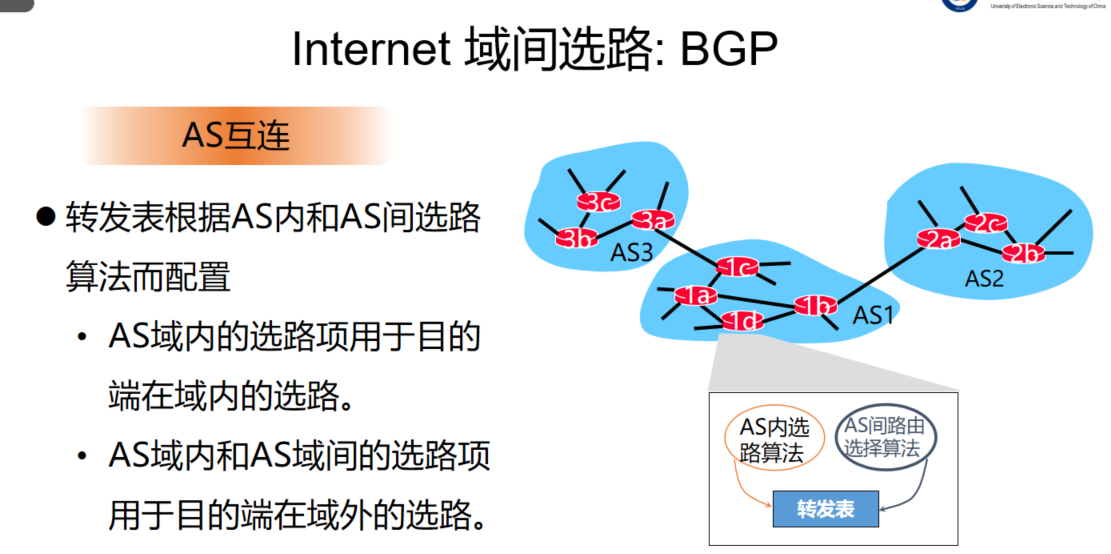 University of Electronic Science and Technology of China
Internet 域间选路: BGP
AS互连
转发表根据AS内和AS间选路
算法而配置
AS域内的选路项用于目的
端在域内的选路。
AS域内和AS域间的选路项
用于目的端在域外的选路。
3c
3a
3b
AS3
2c
2a
2b
AS2
1c
1a
1b
1d
AS1
AS内选
路算法
AS间路由
选择算法
转发表